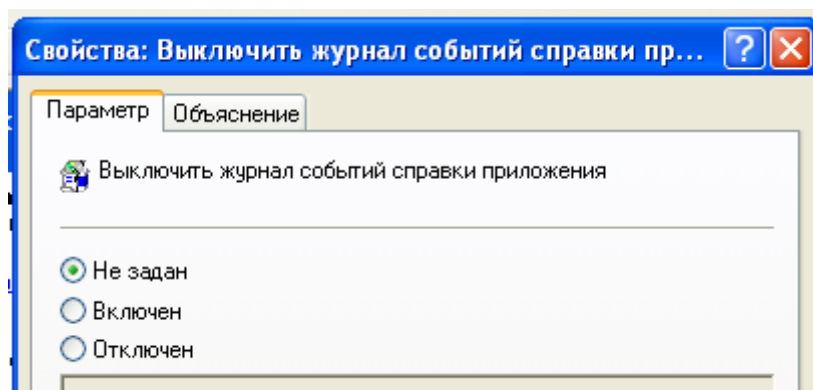 Свойства: Выключить журнал событий справки пр...
Параметр Объяснение
Выключить журнал событий справки приложения
Не задан
Включен
Отключен